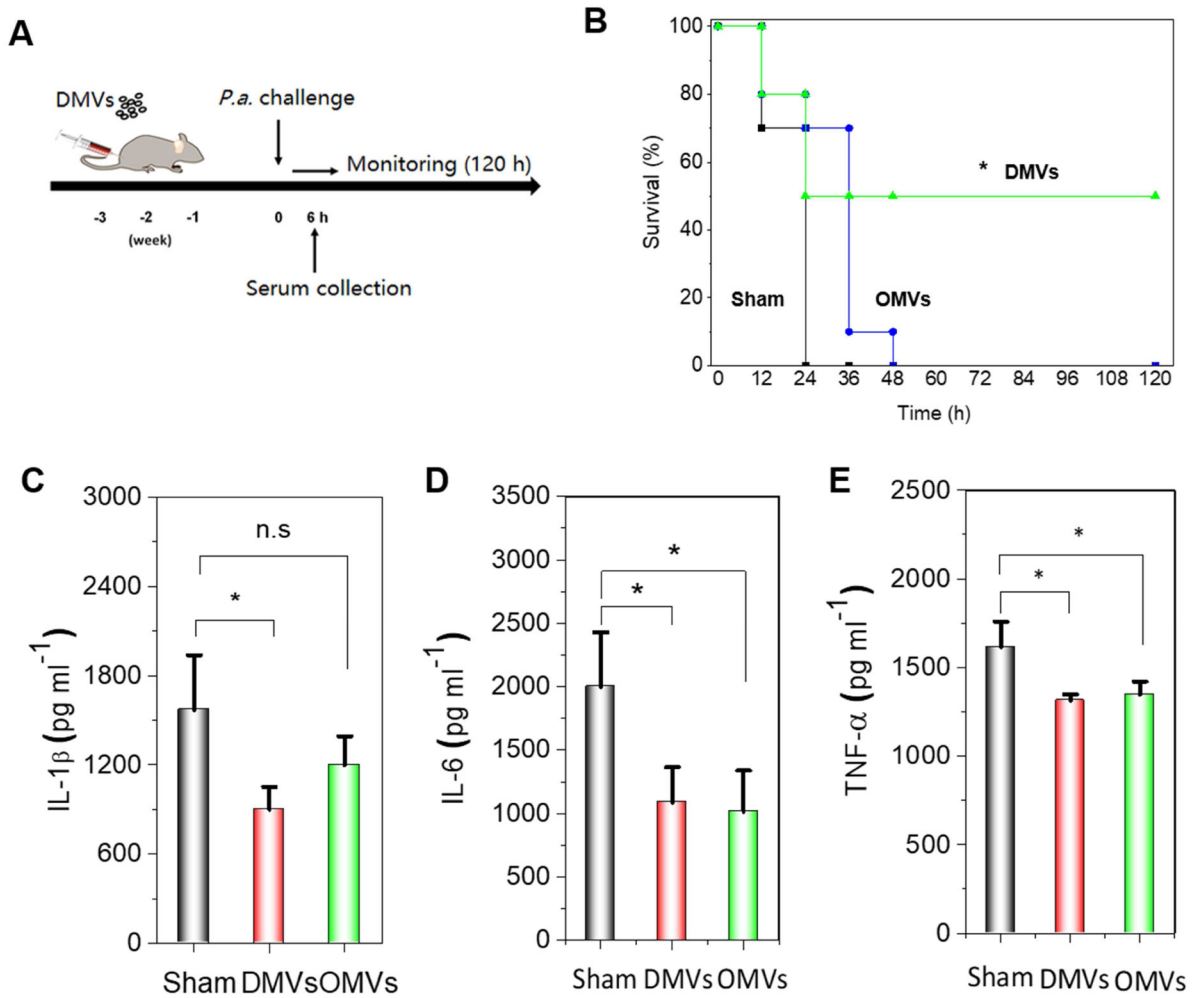 A
DMVs
P.a. challenge
Monitoring (120 h)
-3 -2 -1 0 6 h
(week)
Serum collection
B
Survival (%)
100
80
60
40
20
0
* DMVs
Sham
OMVs
0 12 24 36 48 60 72 84 96 108 120
Time (h)
C
IL-1β (pg ml⁻¹)
3000
2400
1800
1200
600
0
n.s
*
Sham DMVs OMVs
D
IL-6 (pg ml⁻¹)
3500
3000
2500
2000
1500
1000
500
0
*
*
Sham DMVs OMVs
E
TNF-α (pg ml⁻¹)
2500
2000
1500
1000
500
0
*
*
Sham DMVs OMVs